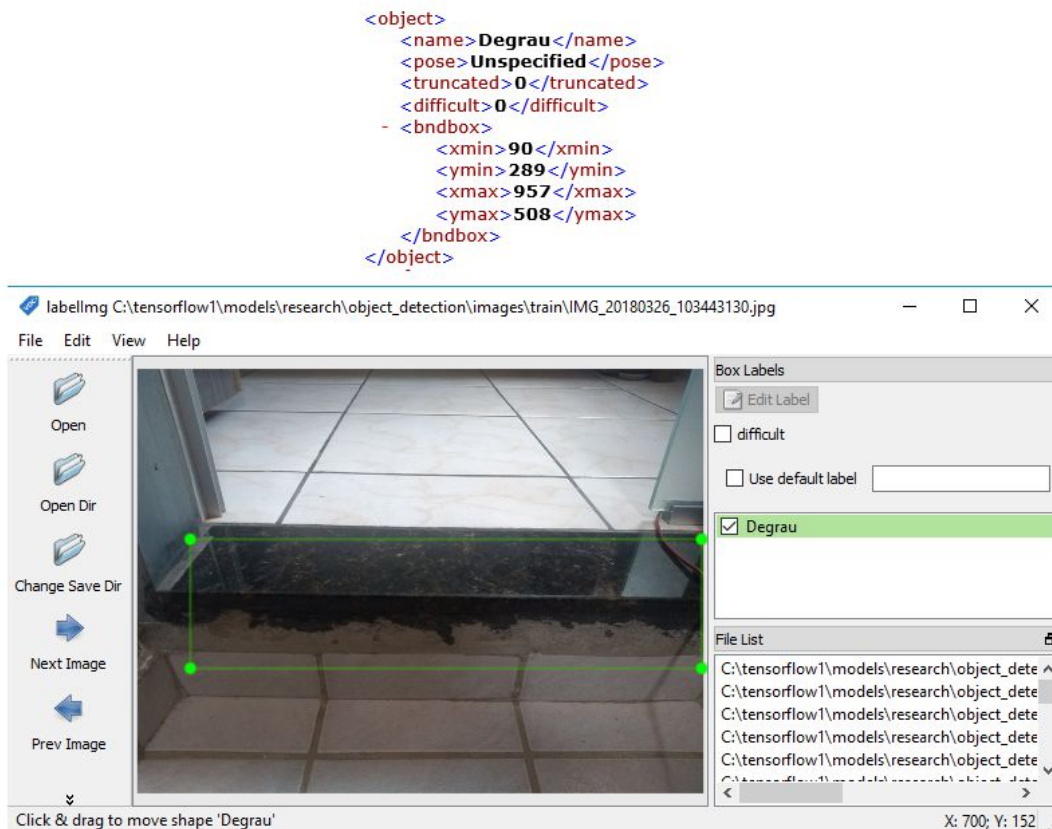 <object>
<name>Degrau</name>
<pose>Unspecified</pose>
<truncated>0</truncated>
<difficult>0</difficult>
- <bndbox>
<xmin>90</xmin>
<ymin>289</ymin>
<xmax>957</xmax>
<ymax>508</ymax>
</bndbox>
</object>
labelImg C:\tensorflow1\models\research\object_detection\images\train\IMG_20180326_103443130.jpg
File Edit View Help
Open
Open Dir
Change Save Dir
Next Image
Prev Image
Box Labels
Edit Label
difficult
Use default label
Degrau
File List
C:\tensorflow1\models\research\object_dete
C:\tensorflow1\models\research\object_dete
C:\tensorflow1\models\research\object_dete
C:\tensorflow1\models\research\object_dete
C:\tensorflow1\models\research\object_dete
Click & drag to move shape 'Degrau'
X: 700; Y: 152